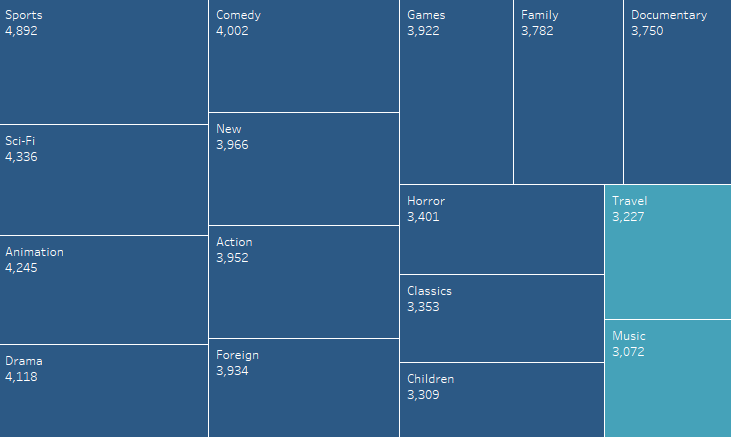 Sports
4,892
Sci-Fi
4,336
Animation
4,245
Drama
4,118
Comedy
4,002
New
3,966
Action
3,952
Foreign
3,934
Games
3,922
Family
3,782
Documentary
3,750
Horror
3,401
Classics
3,353
Children
3,309
Travel
3,227
Music
3,072